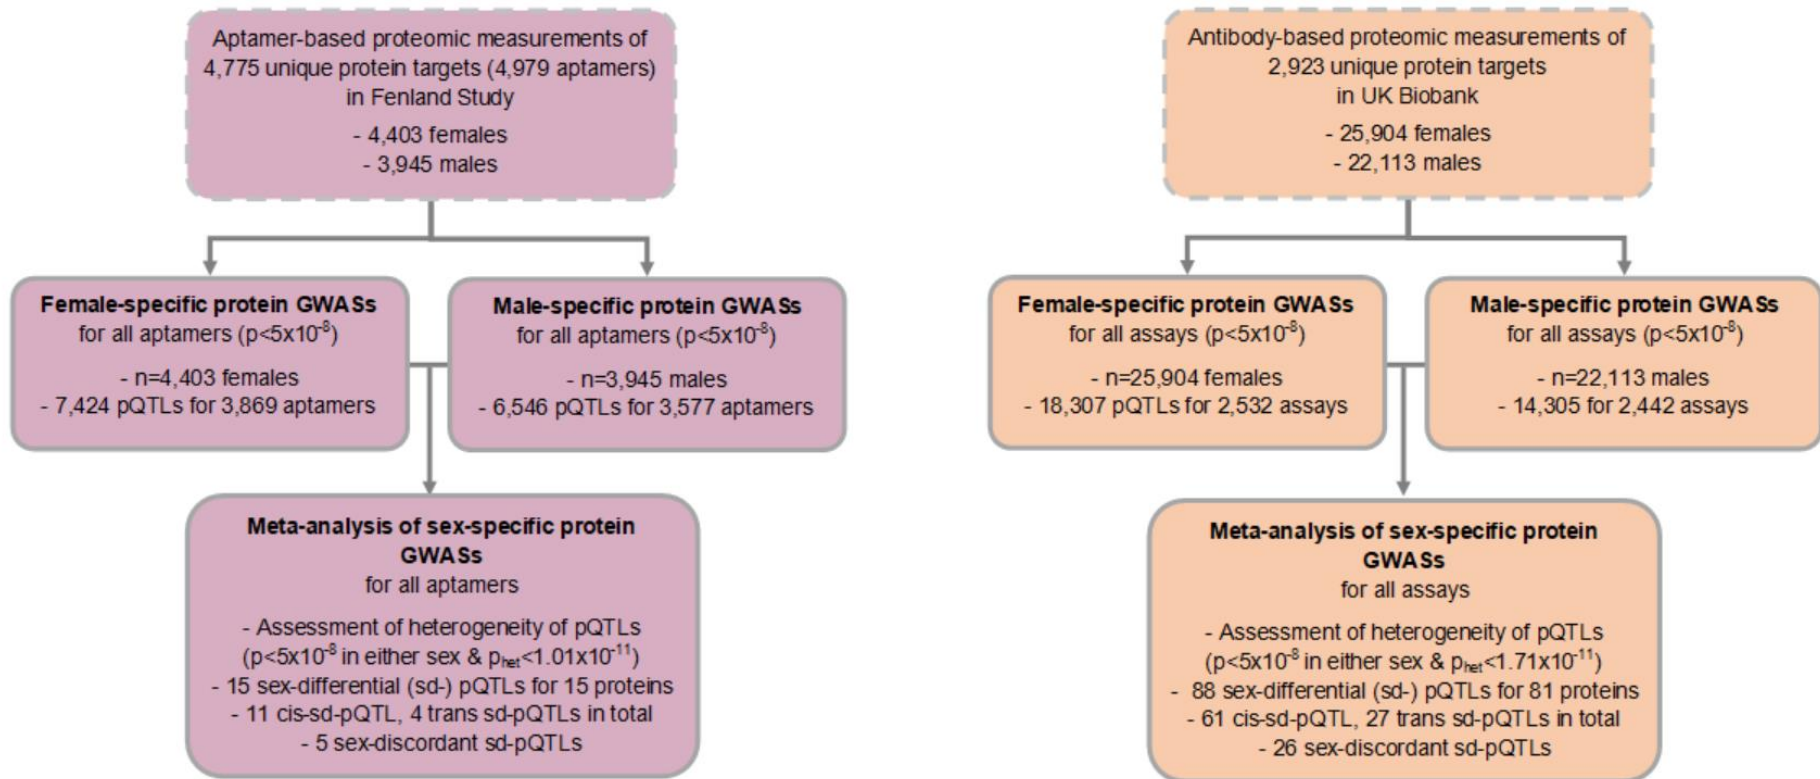 Aptamer-based proteomic measurements of
4,775 unique protein targets (4,979 aptamers)
in Fenland Study
- 4,403 females
- 3,945 males
Female-specific protein GWASs
for all aptamers (p<5x10⁻⁸)
- n=4,403 females
- 7,424 pQTLs for 3,869 aptamers
Male-specific protein GWASs
for all aptamers (p<5x10⁻⁸)
- n=3,945 males
- 6,546 pQTLs for 3,577 aptamers
Meta-analysis of sex-specific protein
GWASs
for all aptamers
- Assessment of heterogeneity of pQTLs
(p<5x10⁻⁸ in either sex & pₕₑₜ<1.01x10⁻¹¹)
- 15 sex-differential (sd-) pQTLs for 15 proteins
- 11 cis-sd-pQTL, 4 trans sd-pQTLs in total
- 5 sex-discordant sd-pQTLs
Antibody-based proteomic measurements of
2,923 unique protein targets
in UK Biobank
- 25,904 females
- 22,113 males
Female-specific protein GWASs
for all assays (p<5x10⁻⁸)
- n=25,904 females
- 18,307 pQTLs for 2,532 assays
Male-specific protein GWASs
for all assays (p<5x10⁻⁸)
- n=22,113 males
- 14,305 for 2,442 assays
Meta-analysis of sex-specific protein
GWASs
for all assays
- Assessment of heterogeneity of pQTLs
(p<5x10⁻⁸ in either sex & pₕₑₜ<1.71x10⁻¹¹)
- 88 sex-differential (sd-) pQTLs for 81 proteins
- 61 cis-sd-pQTL, 27 trans sd-pQTLs in total
- 26 sex-discordant sd-pQTLs